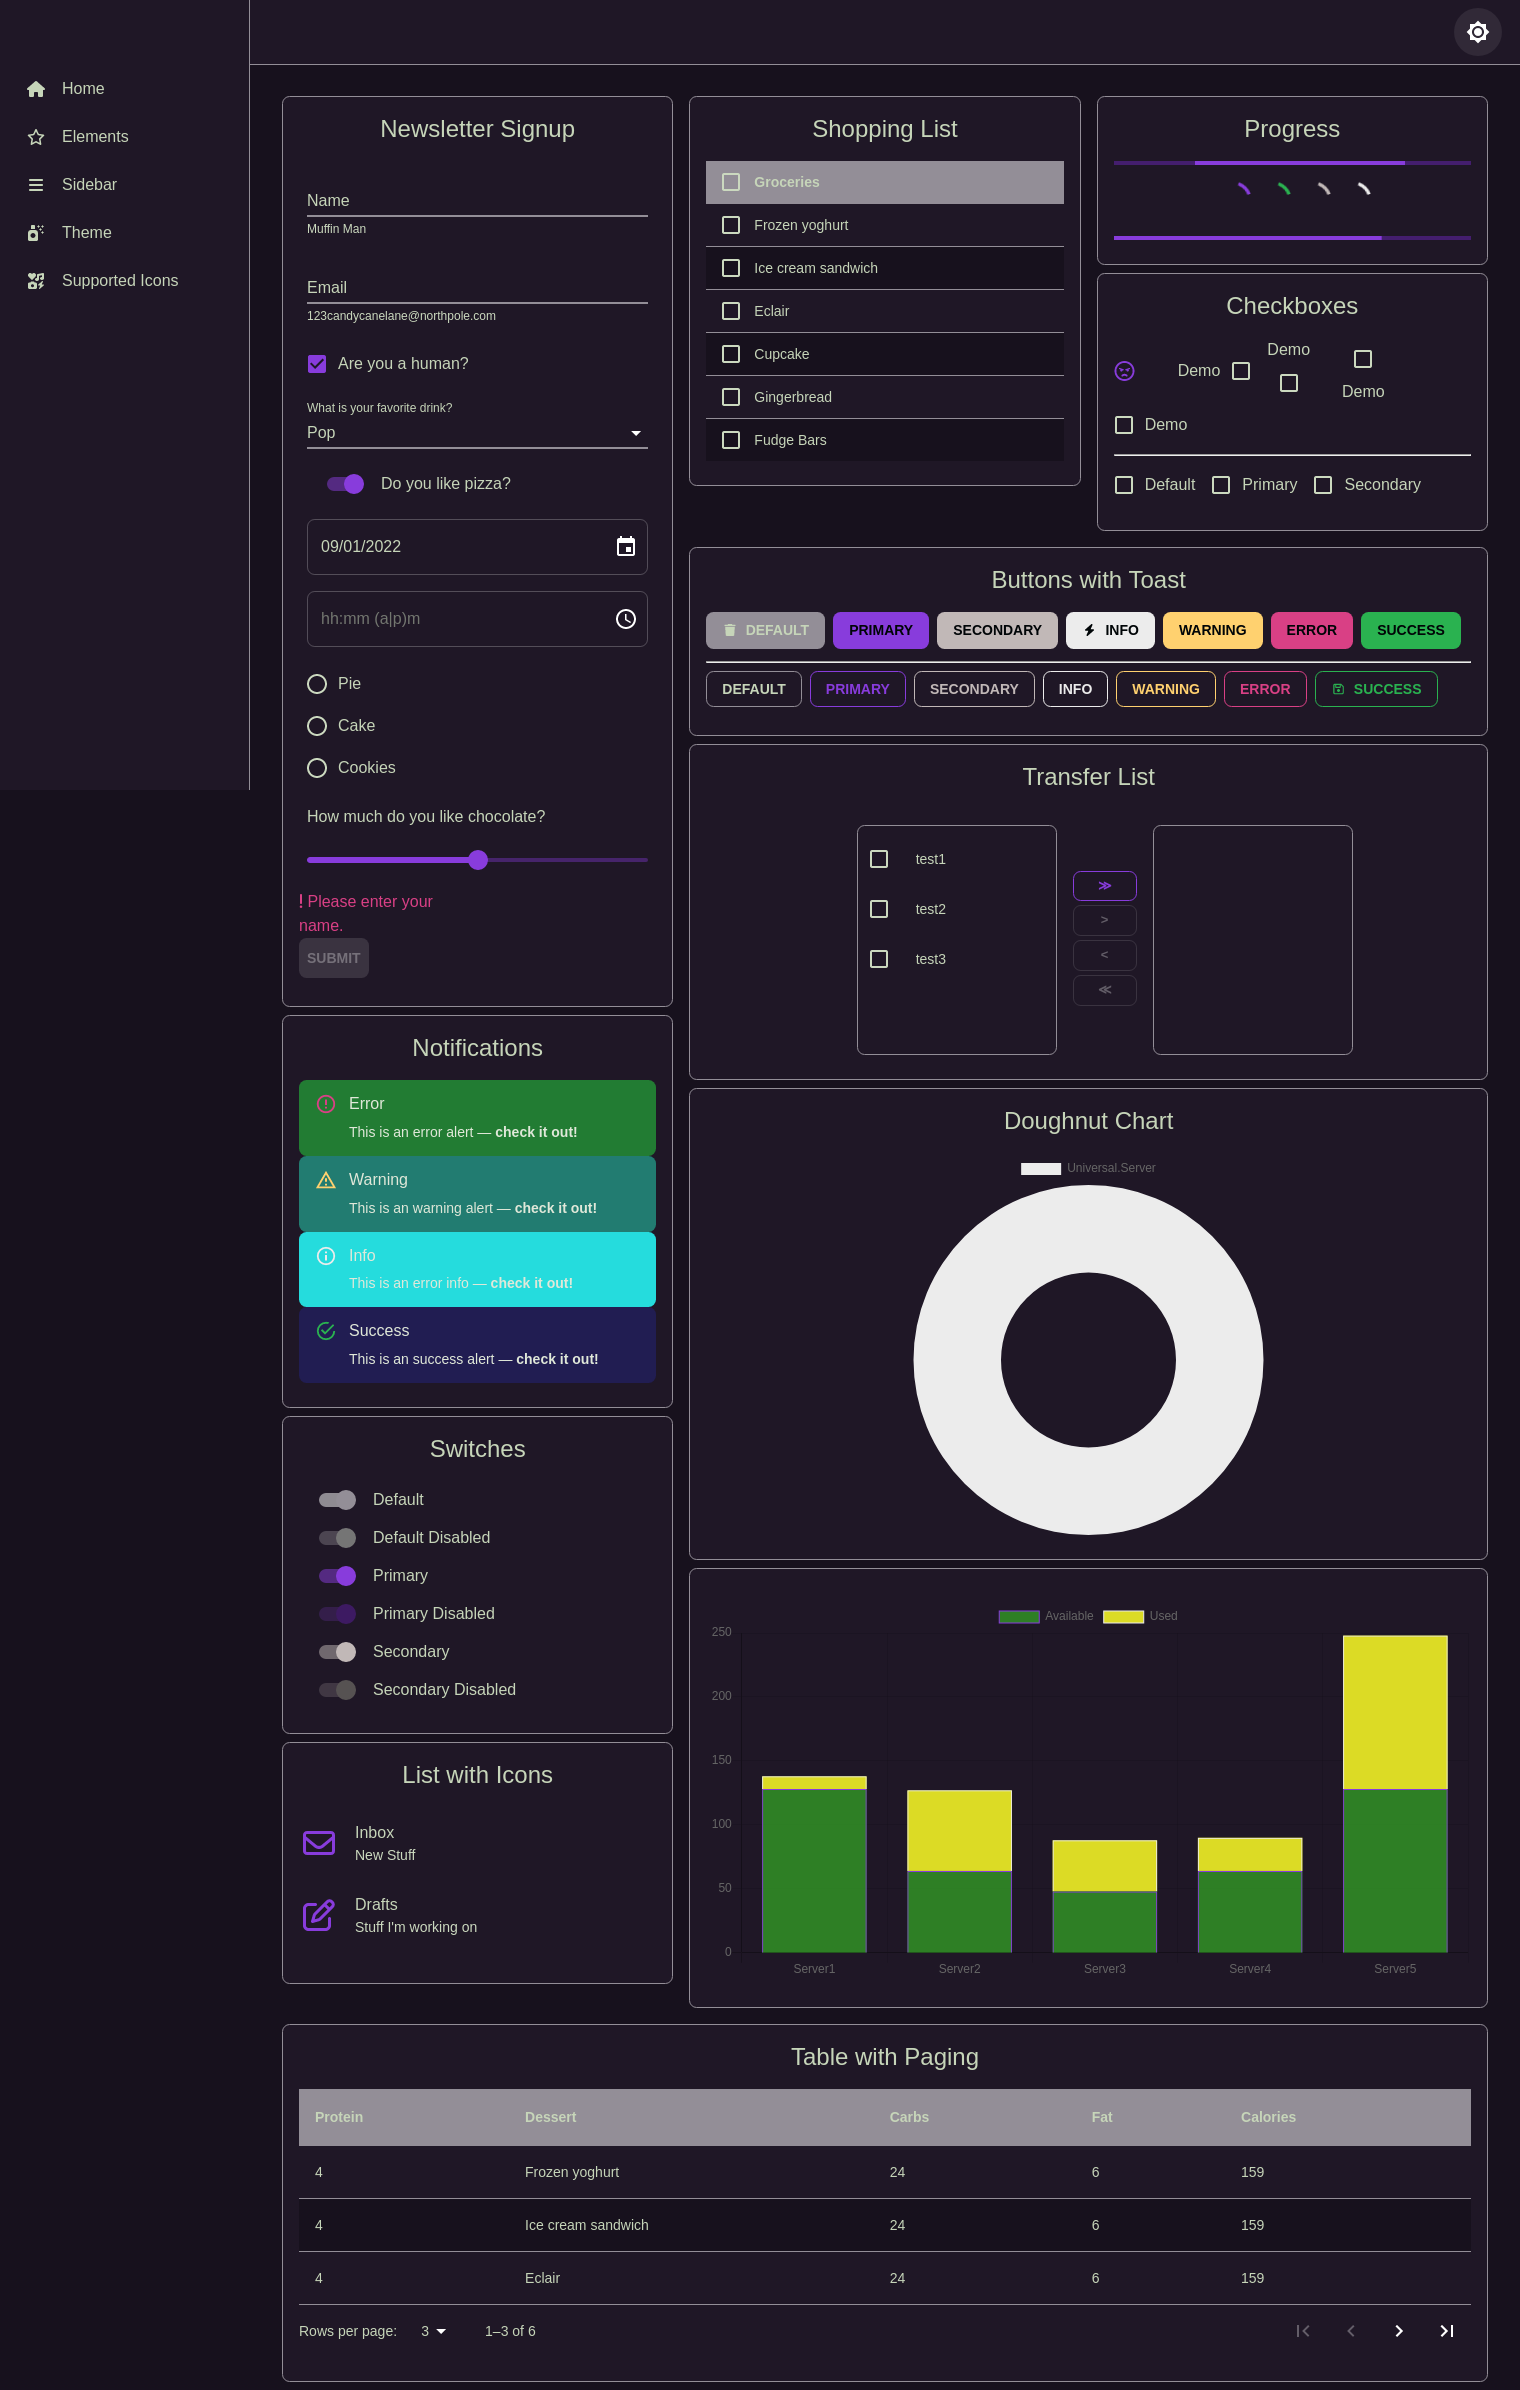 Home
Elements
Sidebar
Theme
Supported Icons
Newsletter Signup
Name
Muffin Man
Email
123candycanelane@northpole.com
Are you a human?
What is your favorite drink?
Pop
Do you like pizza?
09/01/2022
hh:mm (a|p)m
Pie
Cake
Cookies
How much do you like chocolate?
! Please enter your
name.
SUBMIT
Notifications
Error
This is an error alert — check it out!
Warning
This is an warning alert — check it out!
Info
This is an error info — check it out!
Success
This is an success alert — check it out!
Switches
Default
Default Disabled
Primary
Primary Disabled
Secondary
Secondary Disabled
List with Icons
Inbox
New Stuff
Drafts
Stuff I'm working on
Shopping List
Groceries
Frozen yoghurt
Ice cream sandwich
Eclair
Cupcake
Gingerbread
Fudge Bars
Progress
Checkboxes
Demo
Demo
Demo
Demo
Default Primary Secondary
Buttons with Toast
DEFAULT PRIMARY SECONDARY INFO WARNING ERROR SUCCESS
DEFAULT PRIMARY SECONDARY INFO WARNING ERROR SUCCESS
Transfer List
test1
test2
test3
≫
>
<
≪
Doughnut Chart
Universal.Server
Available Used
250
200
150
100
50
0
Server1 Server2 Server3 Server4 Server5
Table with Paging
Protein Dessert Carbs Fat Calories
4 Frozen yoghurt 24 6 159
4 Ice cream sandwich 24 6 159
4 Eclair 24 6 159
Rows per page: 3 1–3 of 6